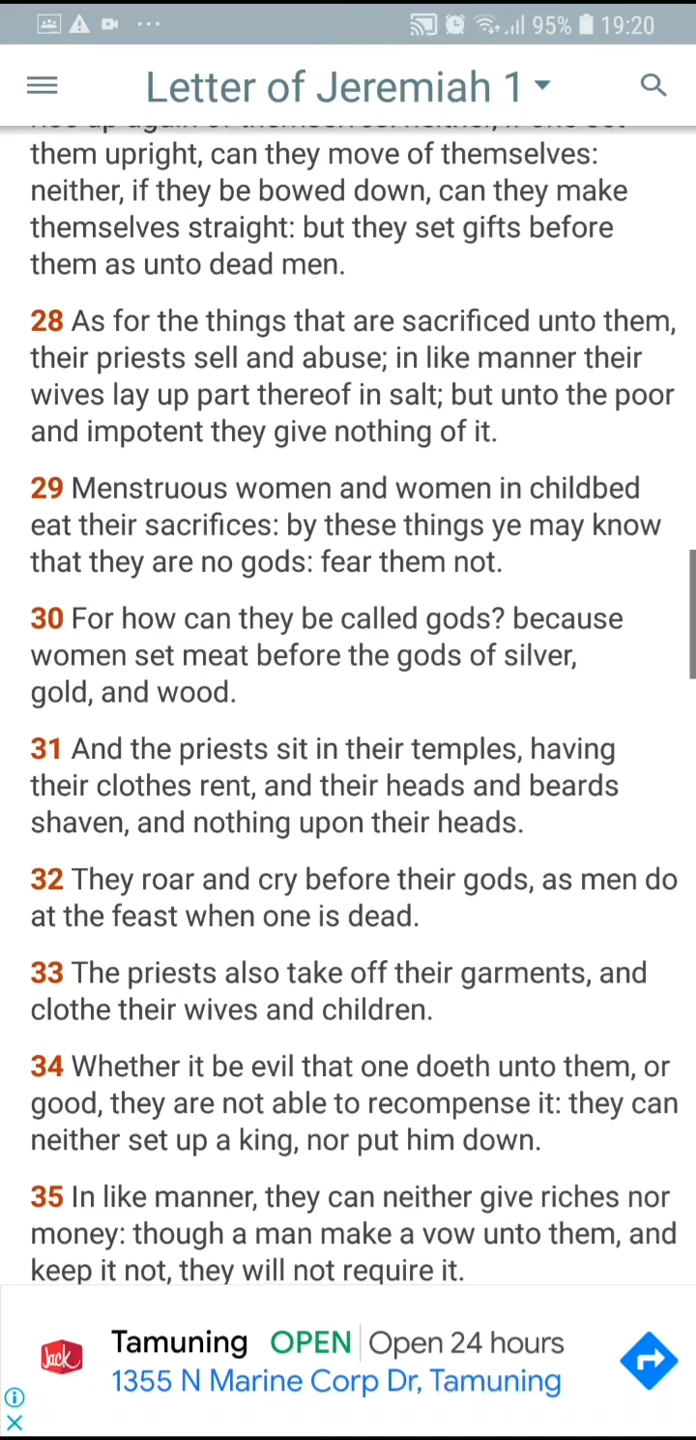 95% 19:20
Letter of Jeremiah 1
them upright, can they move of themselves:
neither, if they be bowed down, can they make
themselves straight: but they set gifts before
them as unto dead men.
28 As for the things that are sacrificed unto them,
their priests sell and abuse; in like manner their
wives lay up part thereof in salt; but unto the poor
and impotent they give nothing of it.
29 Menstruous women and women in childbed
eat their sacrifices: by these things ye may know
that they are no gods: fear them not.
30 For how can they be called gods? because
women set meat before the gods of silver,
gold, and wood.
31 And the priests sit in their temples, having
their clothes rent, and their heads and beards
shaven, and nothing upon their heads.
32 They roar and cry before their gods, as men do
at the feast when one is dead.
33 The priests also take off their garments, and
clothe their wives and children.
34 Whether it be evil that one doeth unto them, or
good, they are not able to recompense it: they can
neither set up a king, nor put him down.
35 In like manner, they can neither give riches nor
money: though a man make a vow unto them, and
keep it not, they will not require it.
Jack
Tamuning OPEN Open 24 hours
1355 N Marine Corp Dr, Tamuning